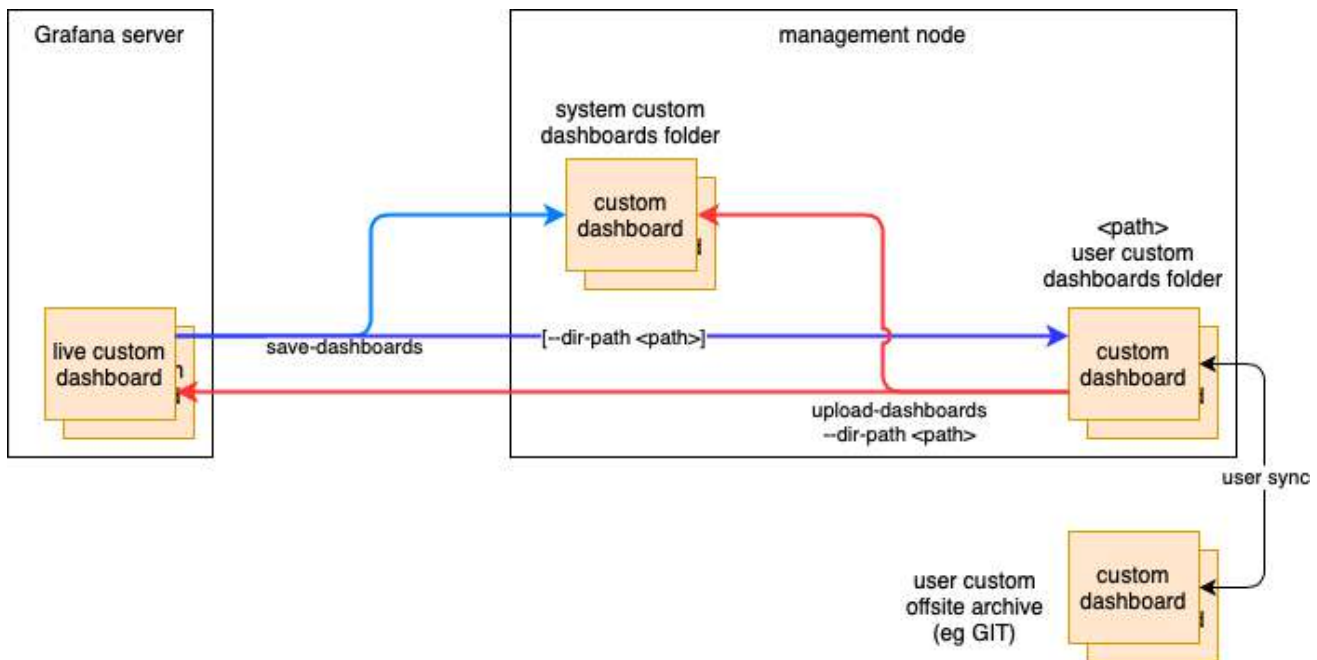 Grafana server
management node
system custom
dashboards folder
custom
dashboard
<path>
user custom
dashboards folder
live custom
dashboard
save-dashboards
[--dir-path <path>]
custom
dashboard
upload-dashboards
--dir-path <path>
user sync
user custom
offsite archive
(eg GIT)
custom
dashboard